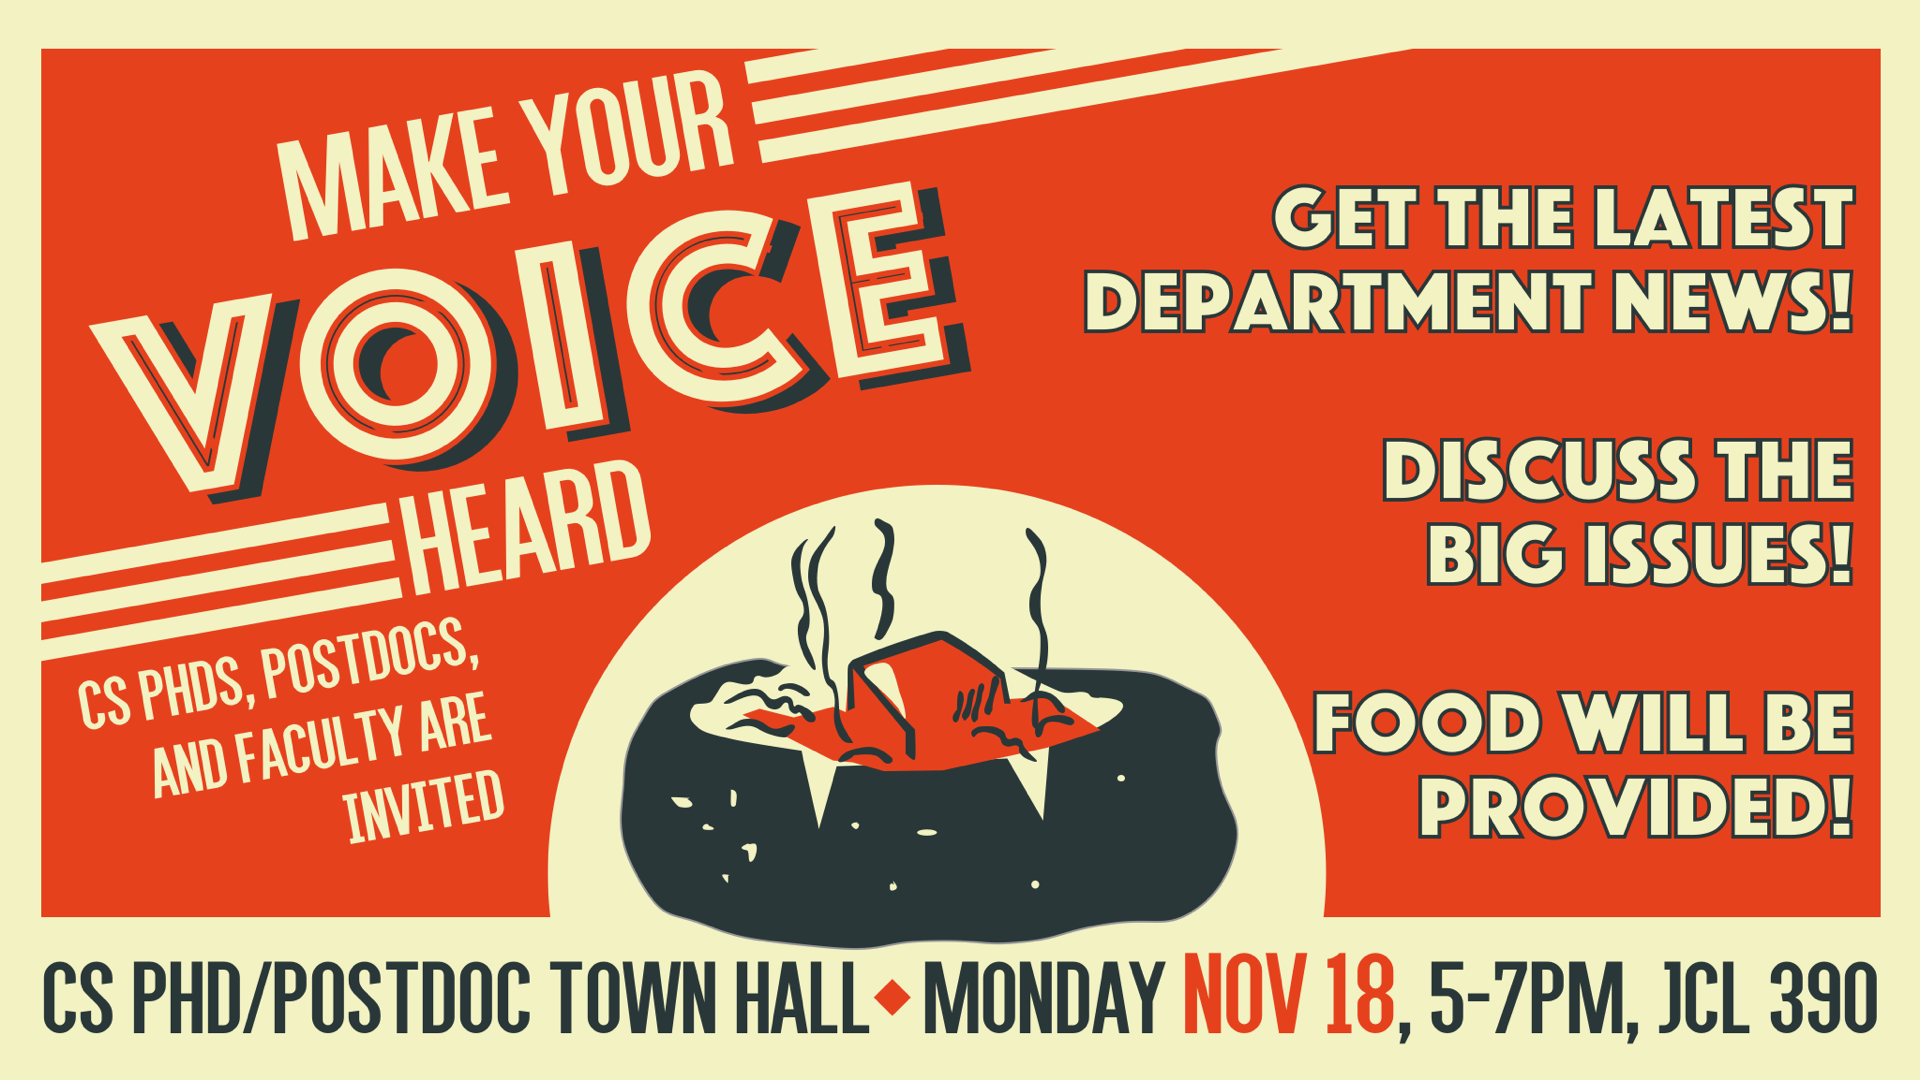 MAKE YOUR
VOICE
HEARD
CS PHDS, POSTDOCS,
AND FACULTY ARE
INVITED
GET THE LATEST
DEPARTMENT NEWS!
DISCUSS THE
BIG ISSUES!
FOOD WILL BE
PROVIDED!
CS PHD/POSTDOC TOWN HALL◆MONDAY NOV 18, 5-7PM, JCL 390